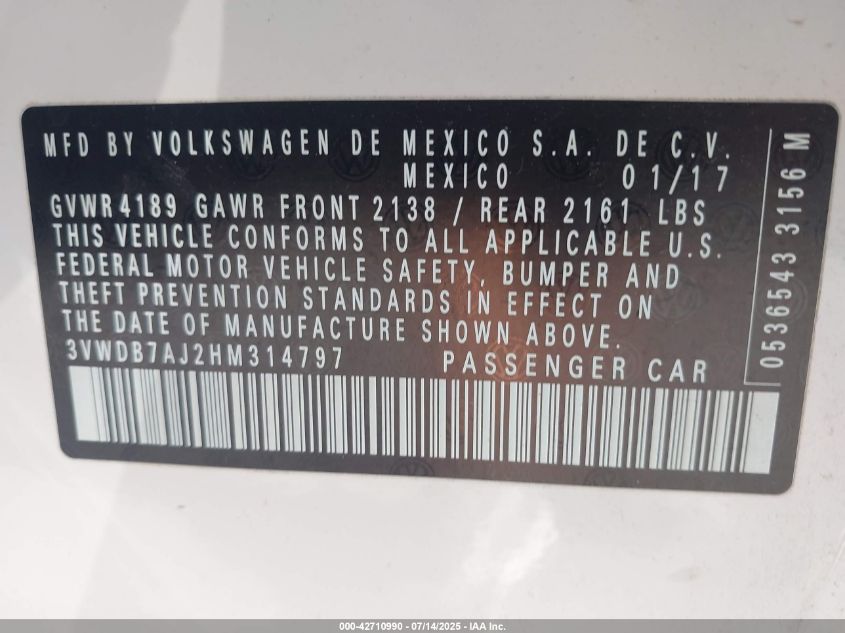 MFD BY VOLKSWAGEN DE MEXICO S.A. DE C.V.
MEXICO 01/17
GVWR4189 GAWR FRONT 2138 / REAR 2161 LBS
THIS VEHICLE CONFORMS TO ALL APPLICABLE U.S.
FEDERAL MOTOR VEHICLE SAFETY, BUMPER AND
THEFT PREVENTION STANDARDS IN EFFECT ON
THE DATE OF MANUFACTURE SHOWN ABOVE.
3VWDB7AJ2HM314797 PASSENGER CAR
0536543 3156 M
000-42710990 - 07/14/2025 - IAA Inc.